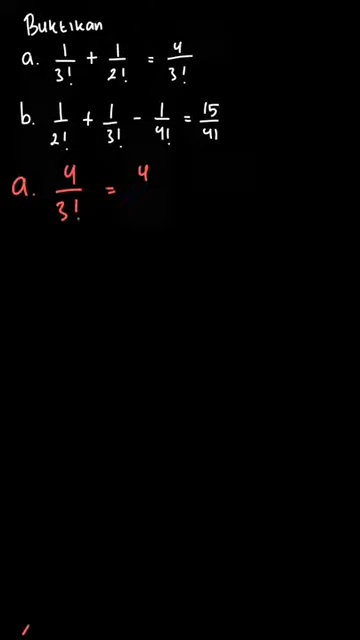 Buktikan
a. 1/3! + 1/2! = 4/3!
b. 1/2! + 1/3! - 1/4! = 15/4!
a. 4/3! = 4